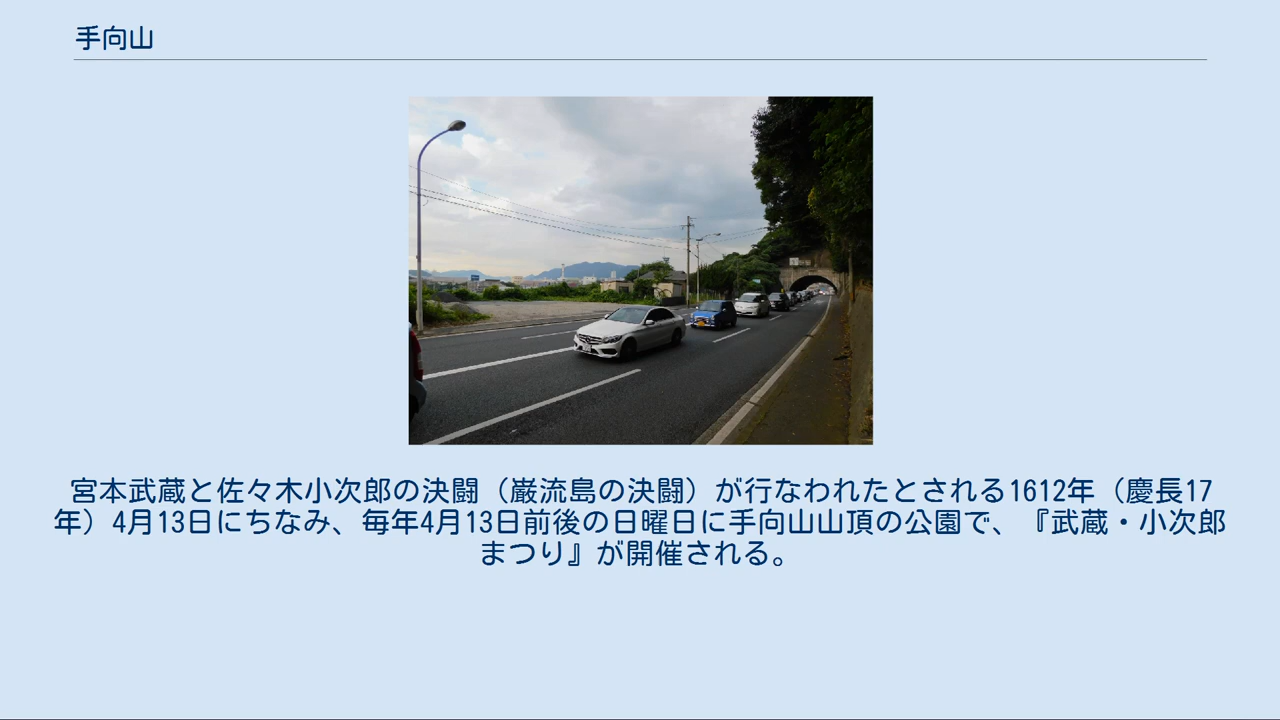 手向山
宮本武蔵と佐々木小次郎の決闘（巌流島の決闘）が行なわれたとされる1612年（慶長17
年）4月13日にちなみ、毎年4月13日前後の日曜日に手向山山頂の公園で、『武蔵・小次郎
まつり』が開催される。